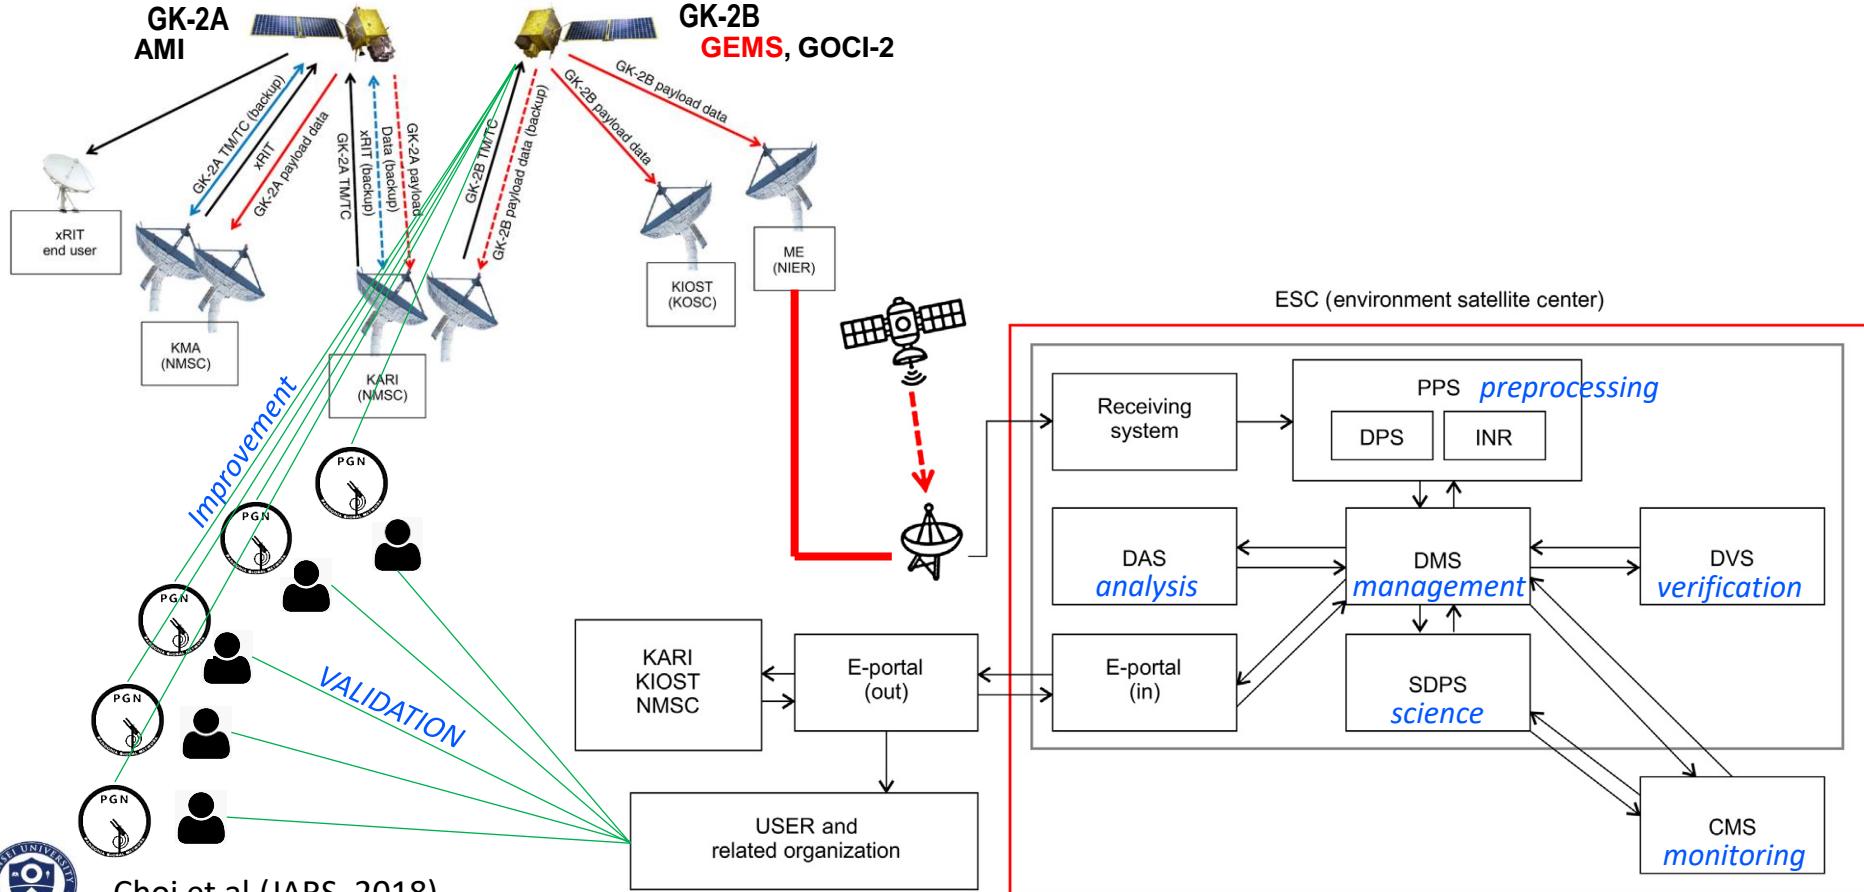 GK-2A
AMI
GK-2B
GEMS, GOCI-2
GK-2A TM/TC (backup)
xRIT
GK-2A payload data
GK-2A TM/TC
xRIT (backup)
Data (backup)
GK-2A payload
GK-2B TM/TC
GK-2B payload data (backup)
GK-2B payload data
GK-2B payload data
xRIT
end user
KMA
(NMSC)
KARI
(NMSC)
KIOST
(KOSC)
ME
(NIER)
Improvement
PGN
PGN
PGN
PGN
PGN
VALIDATION
ESC (environment satellite center)
Receiving
system
PPS preprocessing
DPS
INR
DAS
analysis
DMS
management
DVS
verification
KARI
KIOST
NMSC
E-portal
(out)
E-portal
(in)
SDPS
science
USER and
related organization
CMS
monitoring
Choi et al (JARS, 2018)